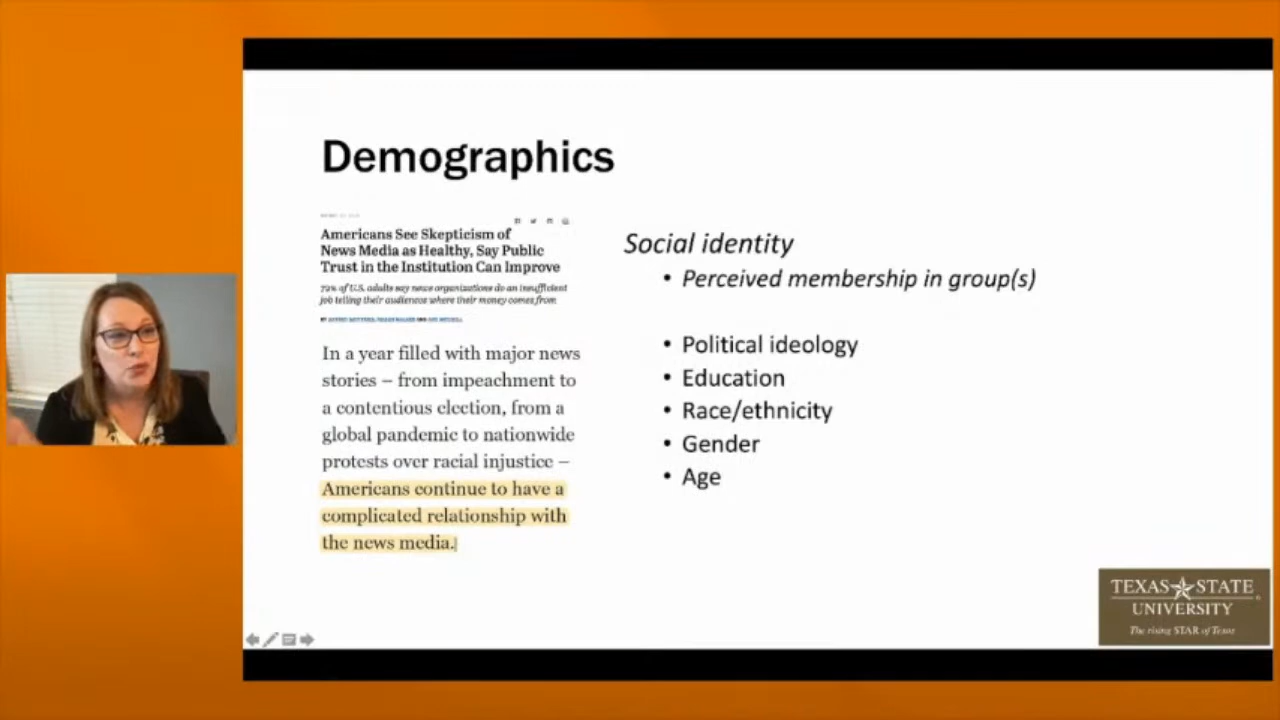 Demographics
Americans See Skepticism of
News Media as Healthy, Say Public
Trust in the Institution Can Improve
72% of U.S. adults say news organizations do an insufficient
job telling their audiences where their money comes from
In a year filled with major news
stories – from impeachment to
a contentious election, from a
global pandemic to nationwide
protests over racial injustice –
Americans continue to have a
complicated relationship with
the news media.
Social identity
• Perceived membership in group(s)
• Political ideology
• Education
• Race/ethnicity
• Gender
• Age
TEXAS STATE
UNIVERSITY
The rising STAR of Texas